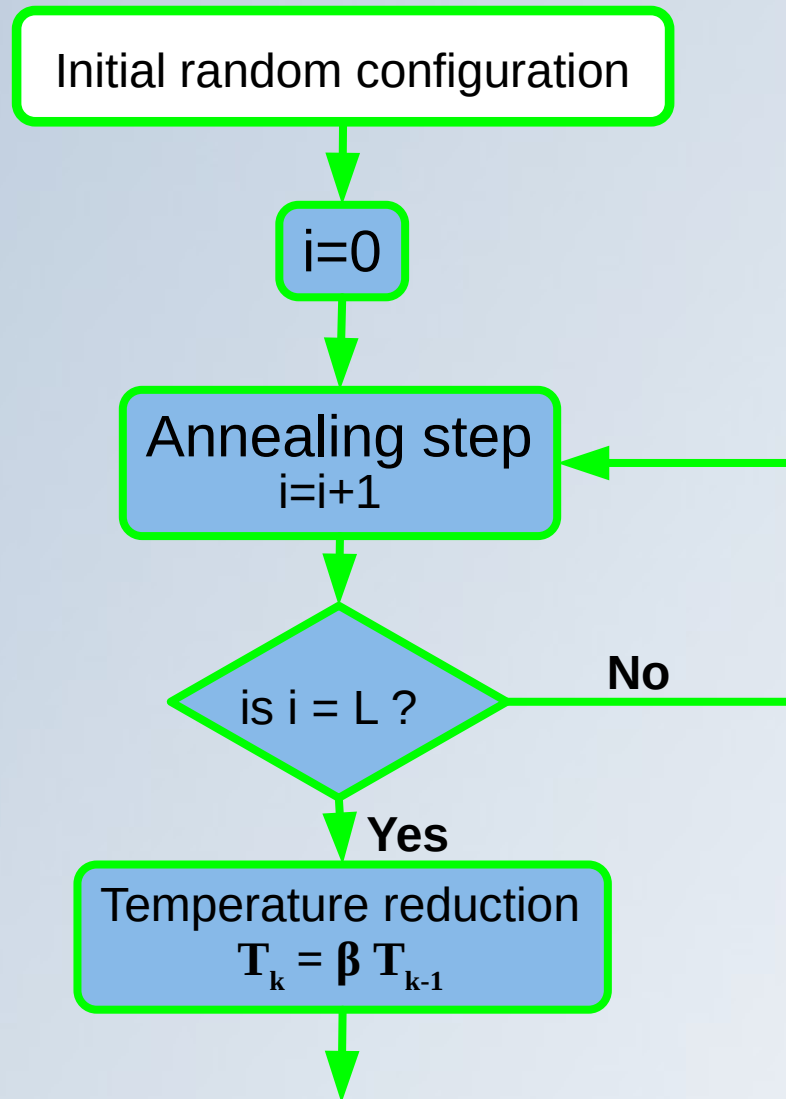 Initial random configuration
i=0
Annealing step
i=i+1
is i = L ?
No
Yes
Temperature reduction
Tₖ = β Tₖ₋₁